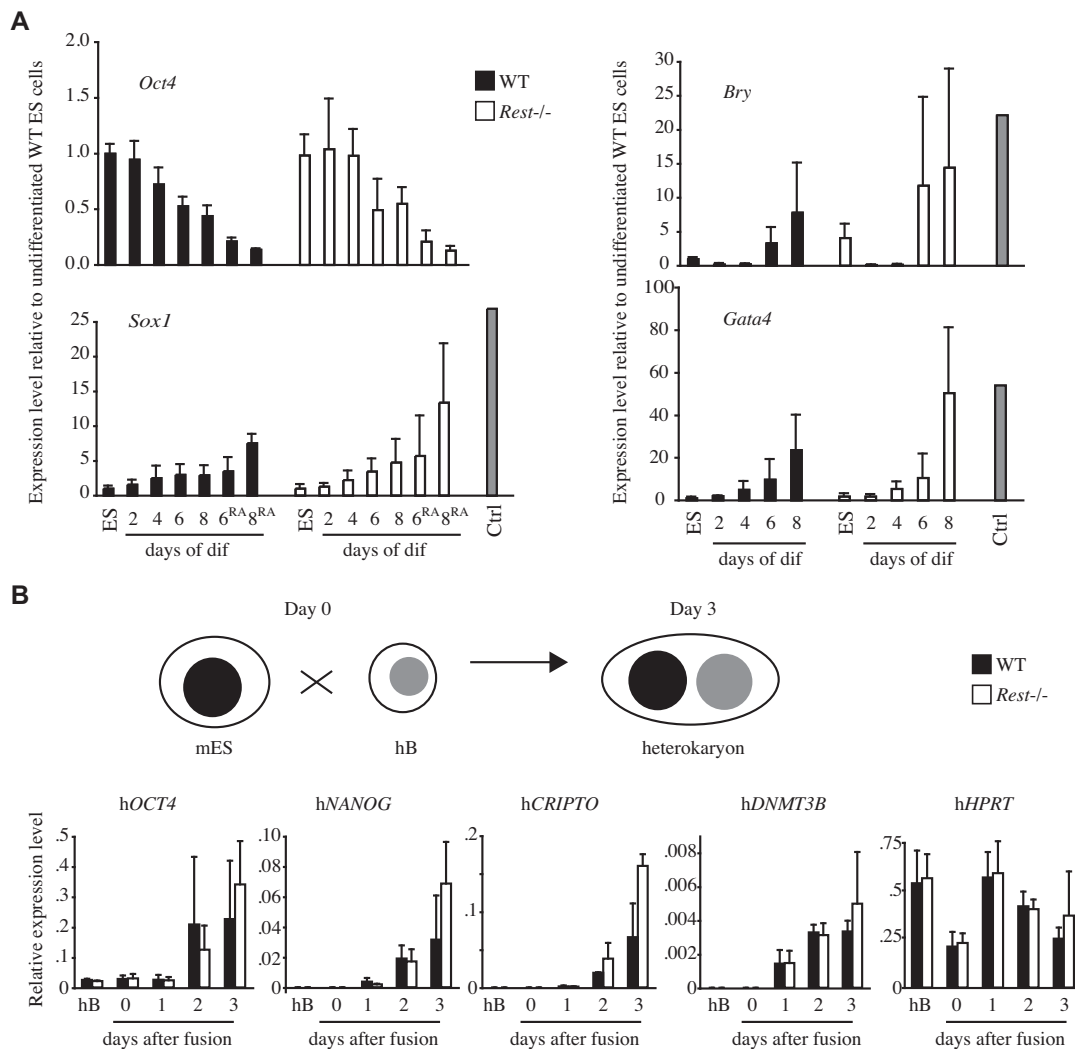 A
Expression level relative to undifferentiated WT ES cells
2.0
1.5
1.0
0.5
0.0
Oct4
WT
Rest-/-
25
20
15
10
5
0
Sox1
ES 2 4 6 8 6RA 8RA ES 2 4 6 8 6RA 8RA Ctrl
days of dif days of dif
Expression level relative to undifferentiated WT ES cells
30
25
20
15
10
5
0
Bry
100
80
60
40
20
0
Gata4
ES 2 4 6 8 ES 2 4 6 8 Ctrl
days of dif days of dif
B
Day 0 Day 3
WT
Rest-/-
mES hB heterokaryon
Relative expression level
hOCT4
.5
.4
.3
.2
.1
0
hB 0 1 2 3
days after fusion
hNANOG
.10
.08
.06
.04
.02
.00
hB 0 1 2 3
days after fusion
hCRIPTO
.2
.1
0
hB 0 1 2 3
days after fusion
hDNMT3B
.008
.006
.004
.002
0
hB 0 1 2 3
days after fusion
hHPRT
.75
.50
.25
0
hB 0 1 2 3
days after fusion